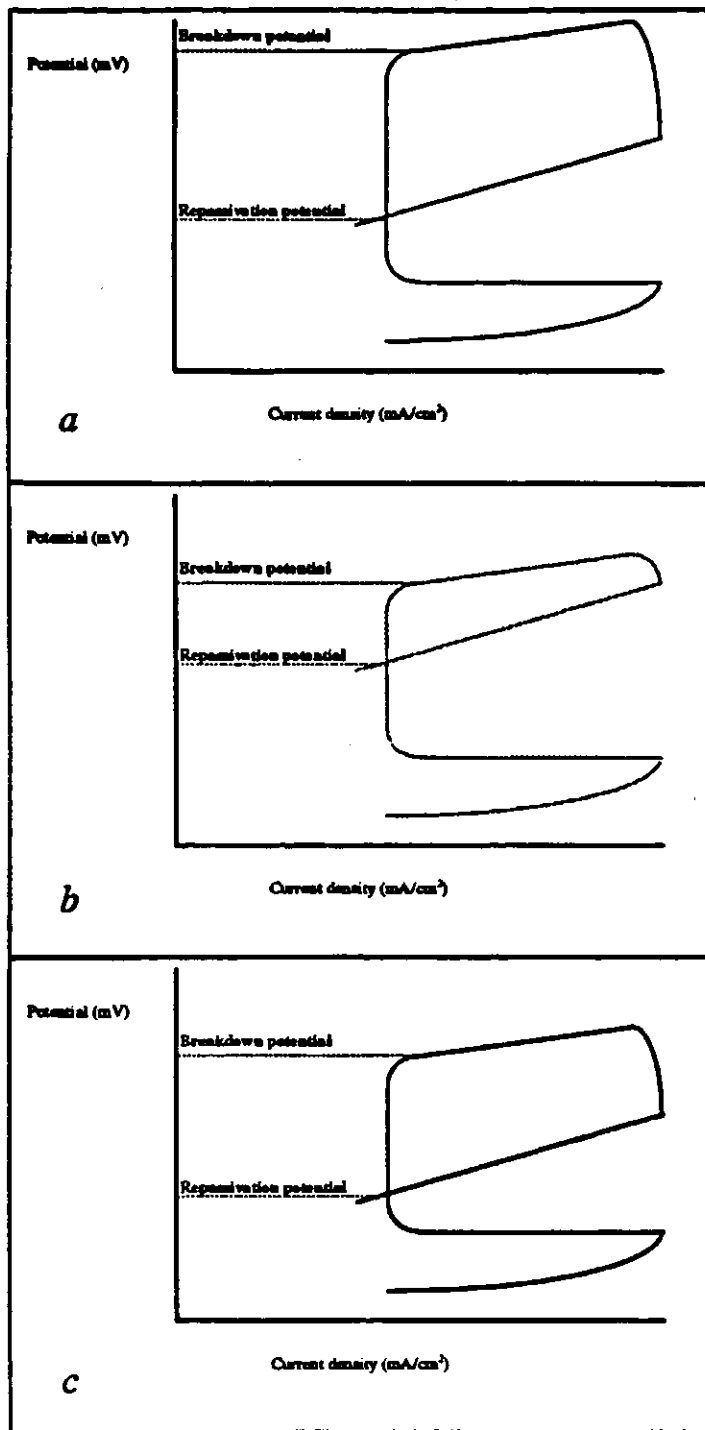 Breakdown potential
Potential (mV)
Repassivation potential
Current density (mA/cm²)
a
Potential (mV)
Breakdown potential
Repassivation potential
Current density (mA/cm²)
b
Potential (mV)
Breakdown potential
Repassivation potential
Current density (mA/cm²)
c